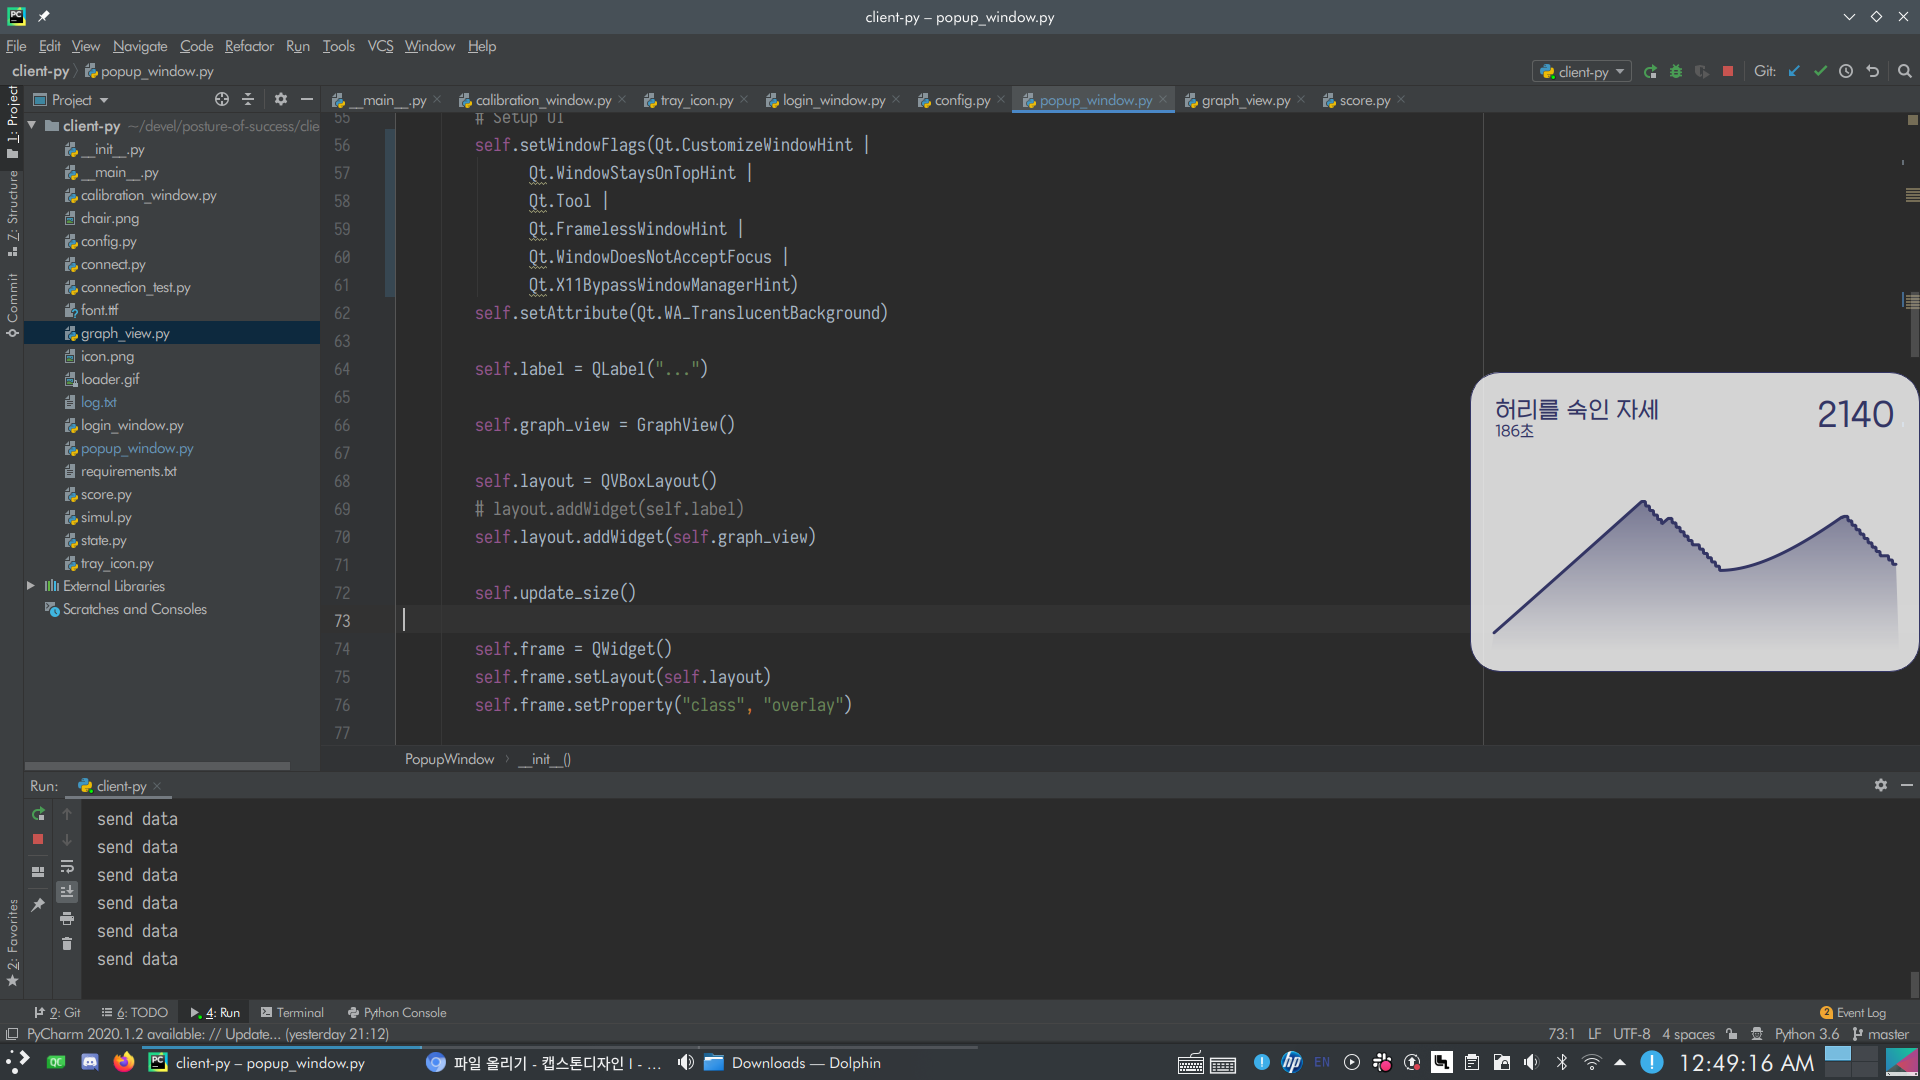 client-py – popup_window.py
File Edit View Navigate Code Refactor Run Tools VCS Window Help
client-py popup_window.py
client-py Git:
1: Project
Z: Structure
Commit
2: Favorites
Project
__main__.py calibration_window.py tray_icon.py login_window.py config.py popup_window.py graph_view.py score.py
client-py ~/devel/posture-of-success/clie
__init__.py
__main__.py
calibration_window.py
chair.png
config.py
connect.py
connection_test.py
font.ttf
graph_view.py
icon.png
loader.gif
log.txt
login_window.py
popup_window.py
requirements.txt
score.py
simul.py
state.py
tray_icon.py
External Libraries
Scratches and Consoles
55 # Setup UI
56 self.setWindowFlags(Qt.CustomizeWindowHint |
57 Qt.WindowStaysOnTopHint |
58 Qt.Tool |
59 Qt.FramelessWindowHint |
60 Qt.WindowDoesNotAcceptFocus |
61 Qt.X11BypassWindowManagerHint)
62 self.setAttribute(Qt.WA_TranslucentBackground)
63
64 self.label = QLabel("...")
65
66 self.graph_view = GraphView()
67
68 self.layout = QVBoxLayout()
69 # layout.addWidget(self.label)
70 self.layout.addWidget(self.graph_view)
71
72 self.update_size()
73
74 self.frame = QWidget()
75 self.frame.setLayout(self.layout)
76 self.frame.setProperty("class", "overlay")
77
PopupWindow __init__()
허리를 숙인 자세 2140
186초
Run: client-py
send data
send data
send data
send data
send data
send data
9: Git 6: TODO 4: Run Terminal Python Console 2 Event Log
PyCharm 2020.1.2 available: // Update... (yesterday 21:12) 73:1 LF UTF-8 4 spaces Python 3.6 master
client-py – popup_window.py 파일 올리기 - 캡스톤디자인 I - ... Downloads — Dolphin EN 12:49:16 AM